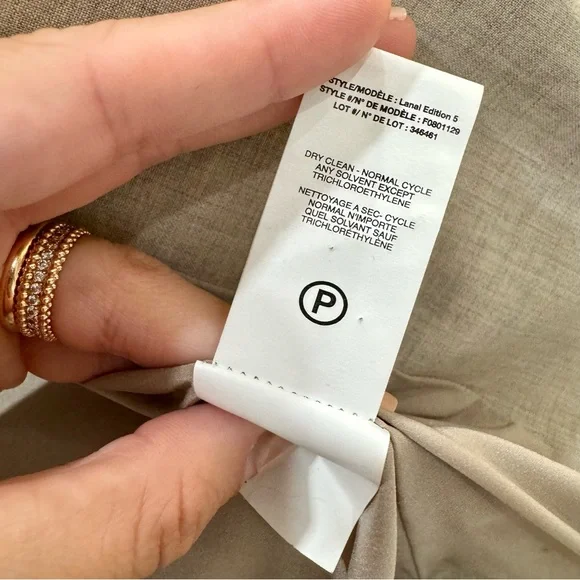 STYLE/MODÈLE : Lanai Edition 5
STYLE #/N° DE MODÈLE : F0801129
LOT #/ N° DE LOT : 346461
DRY CLEAN - NORMAL CYCLE
ANY SOLVENT EXCEPT
TRICHLOROETHYLENE
NETTOYAGE A SEC- CYCLE
NORMAL N'IMPORTE
QUEL SOLVANT SAUF
TRICHLORÉTHYLÈNE
P